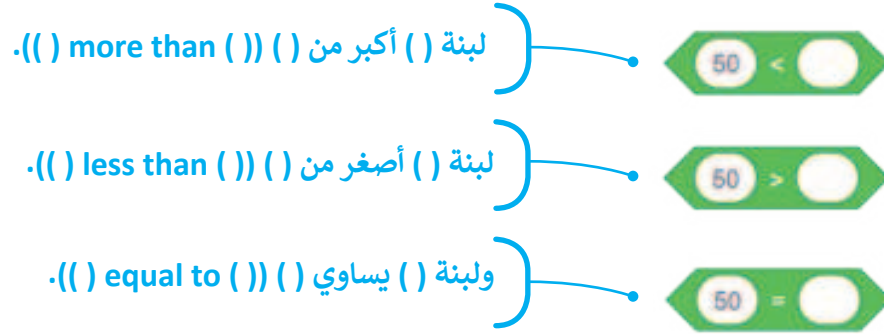 لبنة ( ) أكبر من ( ) (( ) more than ( )).
50 < 
لبنة ( ) أصغر من ( ) (( ) less than ( )).
50 > 
ولبنة ( ) يساوي ( ) (( ) equal to ( )).
50 =